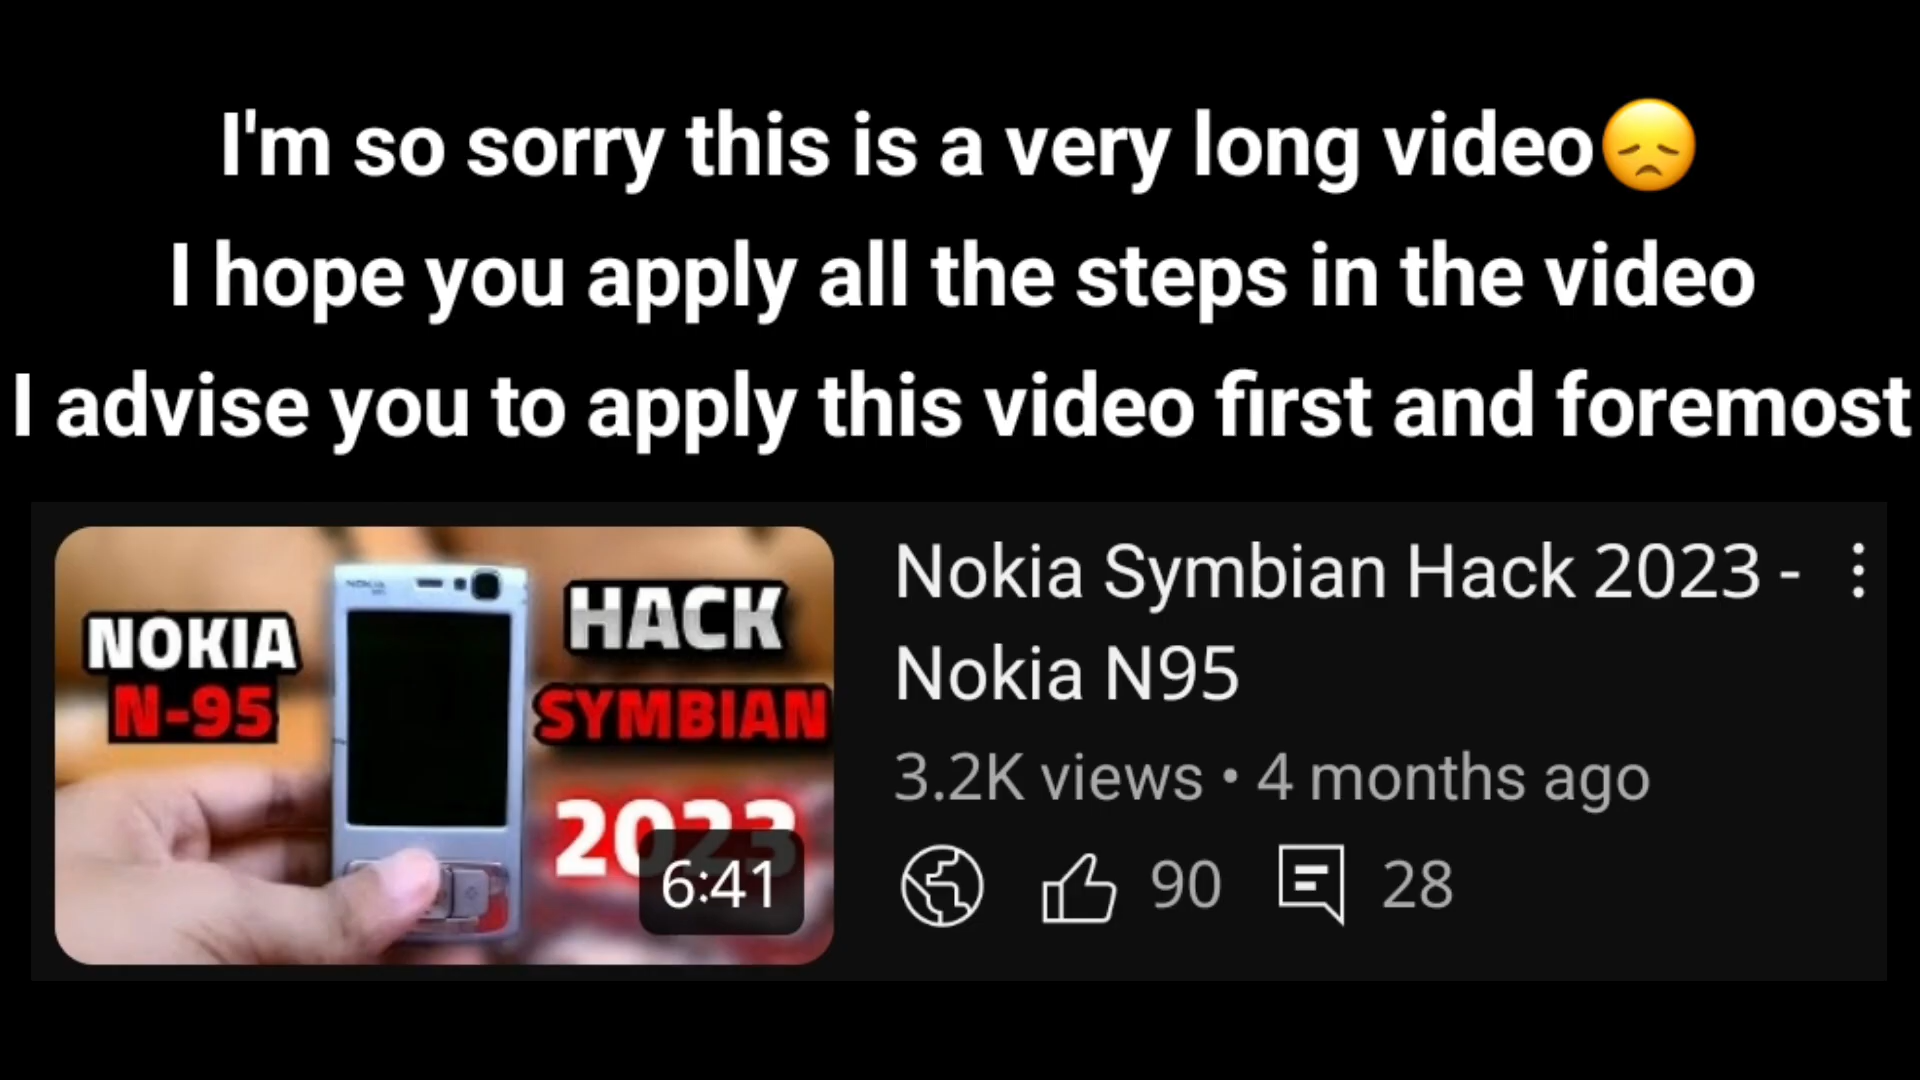 I'm so sorry this is a very long video😞
I hope you apply all the steps in the video
I advise you to apply this video first and foremost
NOKIA
NOKIA
N-95
HACK
SYMBIAN
2023
6:41
Nokia Symbian Hack 2023 -
Nokia N95
3.2K views • 4 months ago
90
28